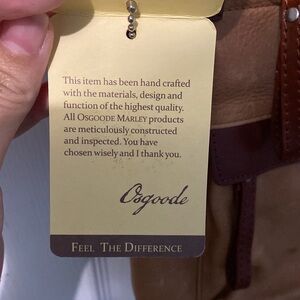 This item has been hand crafted
with the materials, design and
function of the highest quality.
All OSGOODE MARLEY products
are meticulously constructed
and inspected. You have
chosen wisely and I thank you.
Osgoode
FEEL THE DIFFERENCE